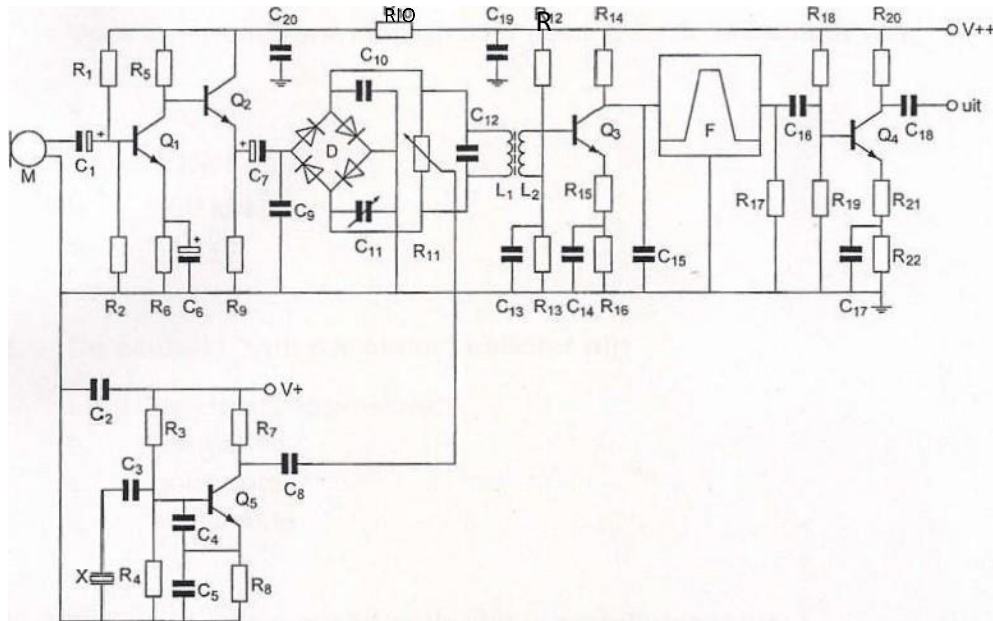 C20 R10 C19 R12 R14 R18 R20
V++
R1 R5 C10
Q2 C12 uit
Q1 Q3 F C16 Q4 C18
M C1 C7 D
L1 L2 R15 R17 R19 R21
C9
C11 R11 C15 R22
R2 R6 C6 R9 C13 R13 C14 R16 C17
V+
C2
R3 R7
C3 C8
Q5
C4
X R4 C5 R8
+
+
+